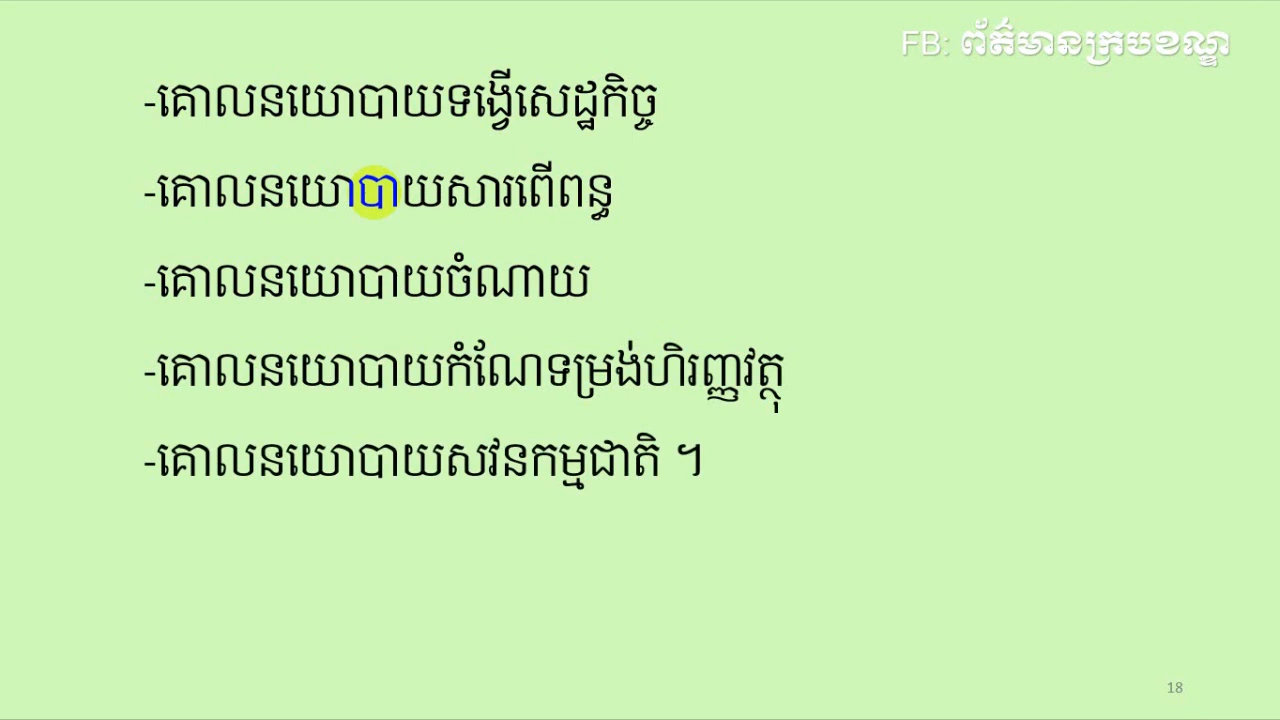 FB: ព័ត៌មានក្របខណ្ឌ
-គោលនយោបាយទង្វើសេដ្ឋកិច្ច
-គោលនយោបាយសារពើពន្ធ
-គោលនយោបាយចំណាយ
-គោលនយោបាយកំណែទម្រង់ហិរញ្ញវត្ថុ
-គោលនយោបាយសវនកម្មជាតិ ។
18